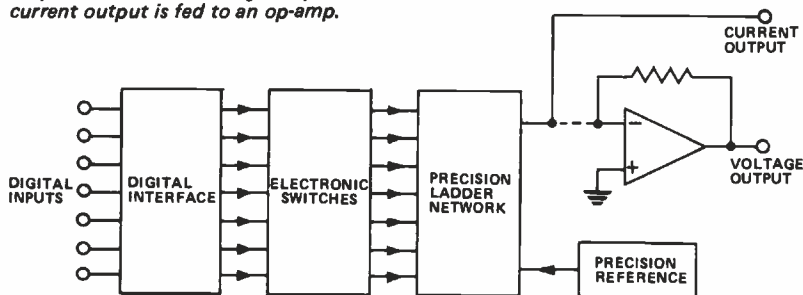 current output is fed to an op-amp.
CURRENT
OUTPUT
DIGITAL
INPUTS
DIGITAL
INTERFACE
ELECTRONIC
SWITCHES
PRECISION
LADDER
NETWORK
−
+
VOLTAGE
OUTPUT
PRECISION
REFERENCE